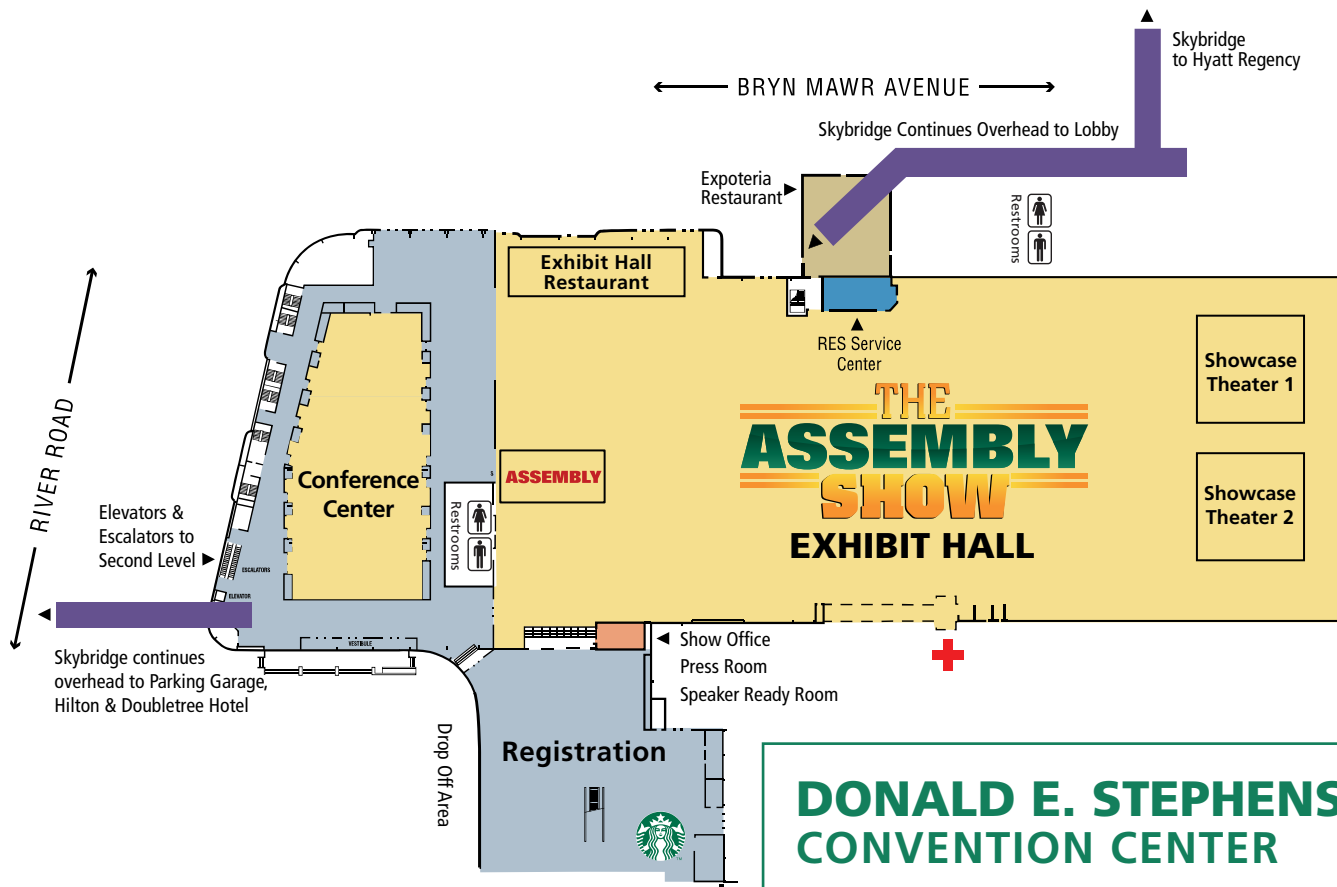 Skybridge
to Hyatt Regency
BRYN MAWR AVENUE
Skybridge Continues Overhead to Lobby
Expoteria
Restaurant
Restrooms
Exhibit Hall
Restaurant
RES Service
Center
Showcase
Theater 1
THE
ASSEMBLY
SHOW
EXHIBIT HALL
Showcase
Theater 2
RIVER ROAD
Conference
Center
ASSEMBLY
Restrooms
Elevators &
Escalators to
Second Level
ESCALATORS
ELEVATOR
VESTIBULE
Skybridge continues
overhead to Parking Garage,
Hilton & Doubletree Hotel
Show Office
Press Room
Speaker Ready Room
Drop Off Area
Registration
DONALD E. STEPHENS
CONVENTION CENTER